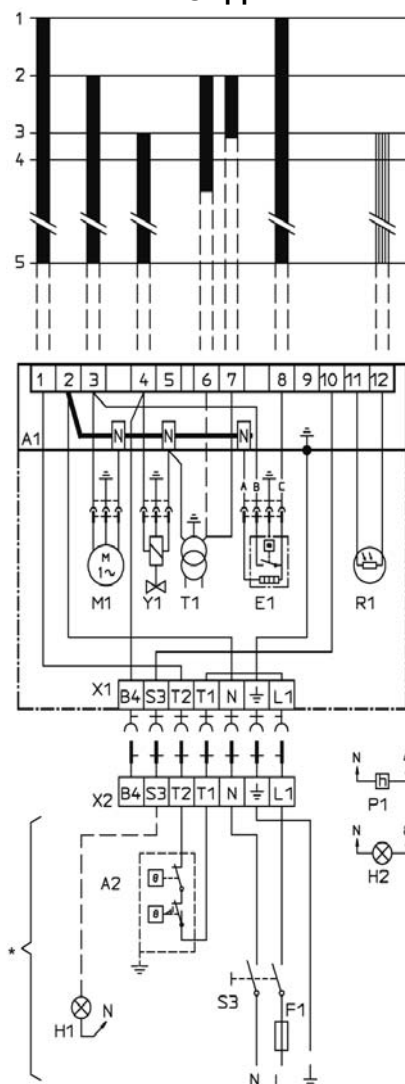 1
2
3
4
5
1 2 3 4 5 6 7 8 9 10 11 12
N N N
A1
A B C
M
1~
M1 Y1 T1 E1 R1
X1
B4 S3 T2 T1 N L1
X2
B4 S3 T2 T1 N L1
N
h
P1
N
H2
A2
θ
θ
*
H1
N
S3
F1
N L